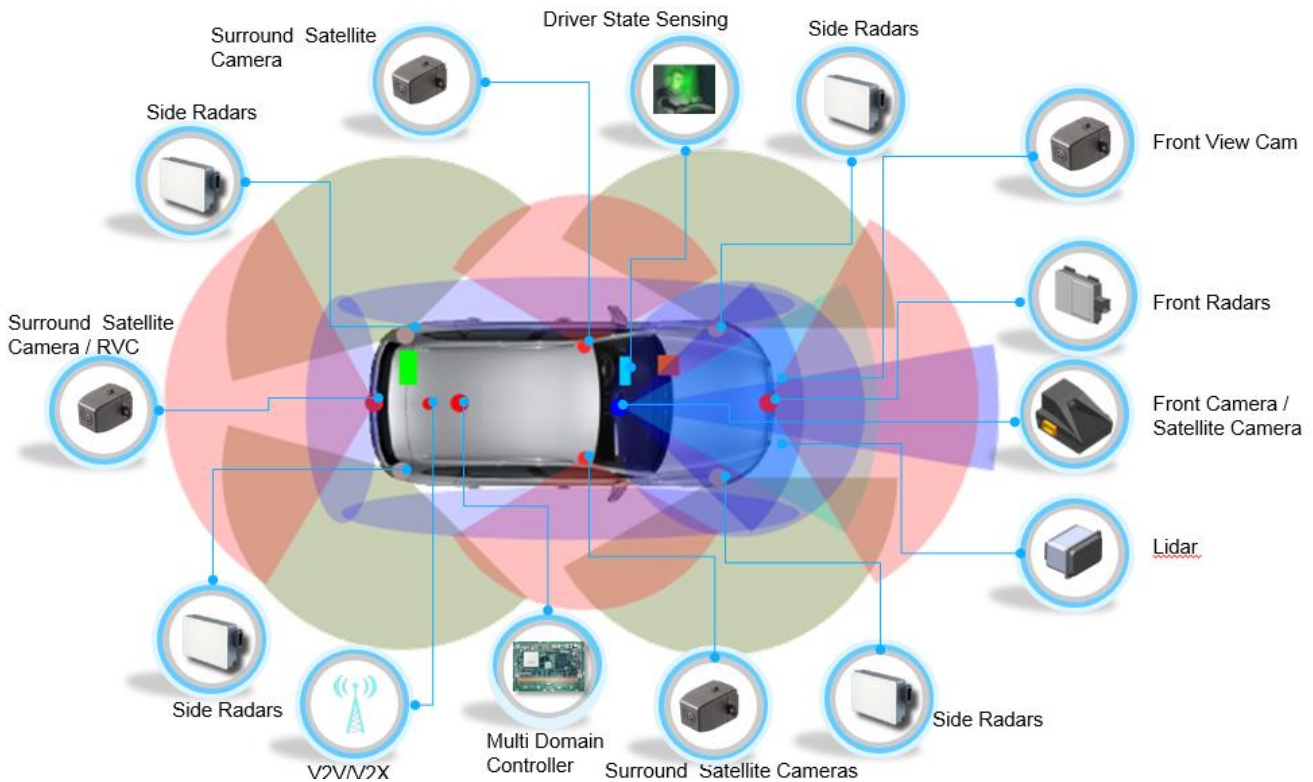 Driver State Sensing
Surround Satellite
Camera
Side Radars
Side Radars
Front View Cam
Front Radars
Surround Satellite
Camera / RVC
Front Camera /
Satellite Camera
Lidar
Side Radars
V2V/V2X
Multi Domain
Controller
Surround Satellite Cameras
Side Radars